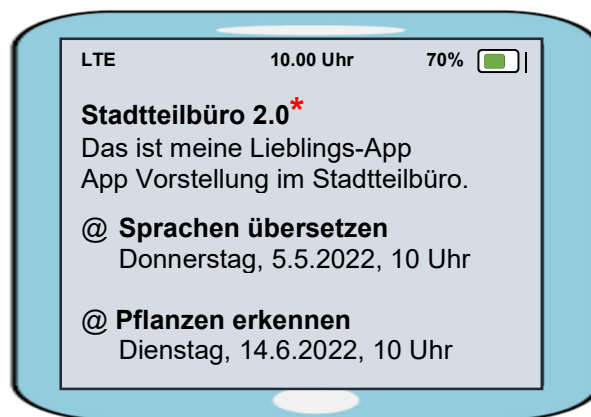 LTE 10.00 Uhr 70%
Stadtteilbüro 2.0*
Das ist meine Lieblings-App
App Vorstellung im Stadtteilbüro.
@ Sprachen übersetzen
Donnerstag, 5.5.2022, 10 Uhr
@ Pflanzen erkennen
Dienstag, 14.6.2022, 10 Uhr